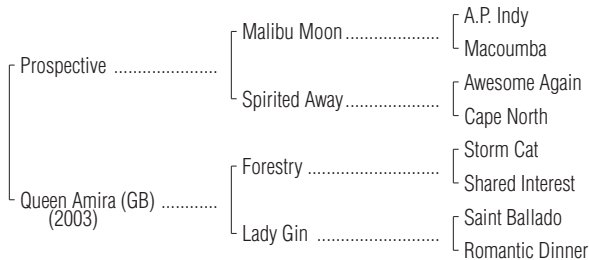 A.P. Indy
Malibu Moon ..................
Macoumba
Prospective ......................
Awesome Again
Spirited Away..................
Cape North
Storm Cat
Forestry .........................
Shared Interest
Queen Amira (GB) ............
(2003)
Saint Ballado
Lady Gin ........................
Romantic Dinner